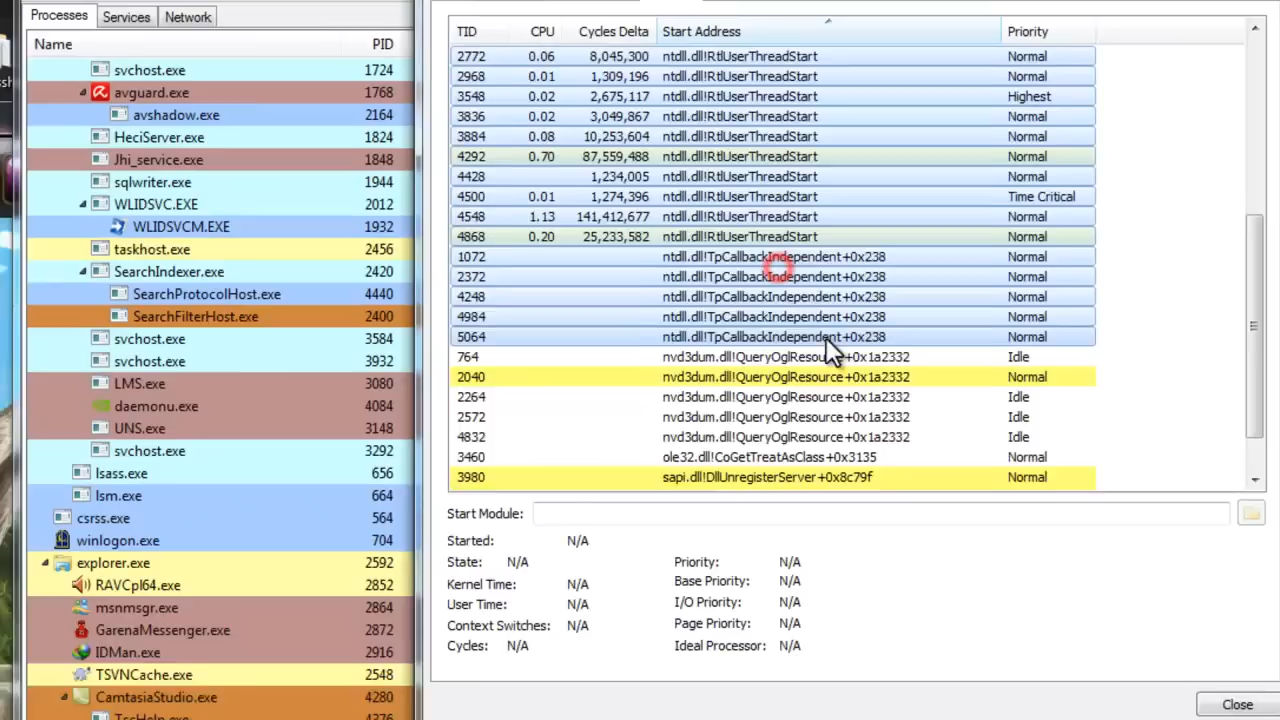 Processes Services Network
Name PID
svchost.exe 1724
avguard.exe 1768
avshadow.exe 2164
HeciServer.exe 1824
Jhi_service.exe 1848
sqlwriter.exe 1944
WLIDSVC.EXE 2012
WLIDSVCM.EXE 1932
taskhost.exe 2456
SearchIndexer.exe 2420
SearchProtocolHost.exe 4440
SearchFilterHost.exe 2400
svchost.exe 3584
svchost.exe 3932
LMS.exe 3080
daemonu.exe 4084
UNS.exe 3148
svchost.exe 3292
lsass.exe 656
lsm.exe 664
csrss.exe 564
winlogon.exe 704
explorer.exe 2592
RAVCpl64.exe 2852
msnmsgr.exe 2864
GarenaMessenger.exe 2872
IDMan.exe 2916
TSVNCache.exe 2548
CamtasiaStudio.exe 4280
TscHelp.exe 4376
TID CPU Cycles Delta Start Address Priority
2772 0.06 8,045,300 ntdll.dll!RtlUserThreadStart Normal
2968 0.01 1,309,196 ntdll.dll!RtlUserThreadStart Normal
3548 0.02 2,675,117 ntdll.dll!RtlUserThreadStart Highest
3836 0.02 3,049,867 ntdll.dll!RtlUserThreadStart Normal
3884 0.08 10,253,604 ntdll.dll!RtlUserThreadStart Normal
4292 0.70 87,559,488 ntdll.dll!RtlUserThreadStart Normal
4428 1,234,005 ntdll.dll!RtlUserThreadStart Normal
4500 0.01 1,274,396 ntdll.dll!RtlUserThreadStart Time Critical
4548 1.13 141,412,677 ntdll.dll!RtlUserThreadStart Normal
4868 0.20 25,233,582 ntdll.dll!RtlUserThreadStart Normal
1072 ntdll.dll!TpCallbackIndependent+0x238 Normal
2372 ntdll.dll!TpCallbackIndependent+0x238 Normal
4248 ntdll.dll!TpCallbackIndependent+0x238 Normal
4984 ntdll.dll!TpCallbackIndependent+0x238 Normal
5064 ntdll.dll!TpCallbackIndependent+0x238 Normal
764 nvd3dum.dll!QueryOglResource+0x1a2332 Idle
2040 nvd3dum.dll!QueryOglResource+0x1a2332 Normal
2264 nvd3dum.dll!QueryOglResource+0x1a2332 Idle
2572 nvd3dum.dll!QueryOglResource+0x1a2332 Idle
4832 nvd3dum.dll!QueryOglResource+0x1a2332 Idle
3460 ole32.dll!CoGetTreatAsClass+0x3135 Normal
3980 sapi.dll!DllUnregisterServer+0x8c79f Normal
Start Module:
Started: N/A
State: N/A Priority: N/A
Kernel Time: N/A Base Priority: N/A
User Time: N/A I/O Priority: N/A
Context Switches: N/A Page Priority: N/A
Cycles: N/A Ideal Processor: N/A
Close